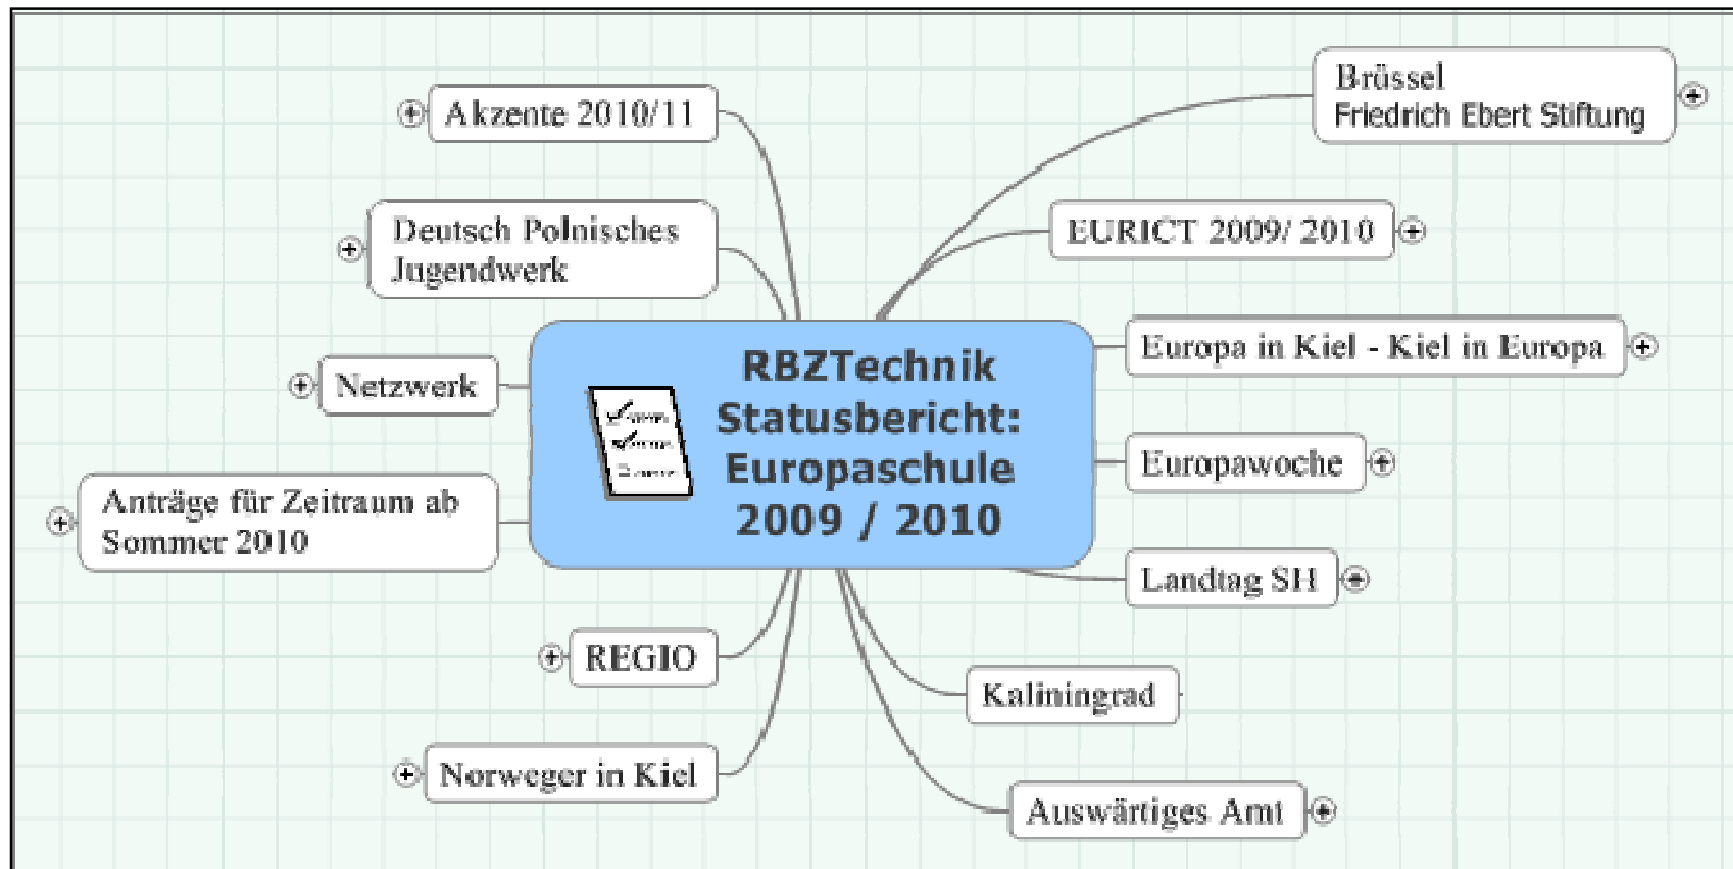 RBZTechnik
Statusbericht:
Europaschule
2009 / 2010
Brüssel
Friedrich Ebert Stiftung
EURICT 2009/ 2010
Europa in Kiel - Kiel in Europa
Europawoche
Landtag SH
Kaliningrad
Auswärtiges Amt
Norweger in Kiel
REGIO
Anträge für Zeitraum ab
Sommer 2010
Netzwerk
Deutsch Polnisches
Jugendwerk
Akzente 2010/11